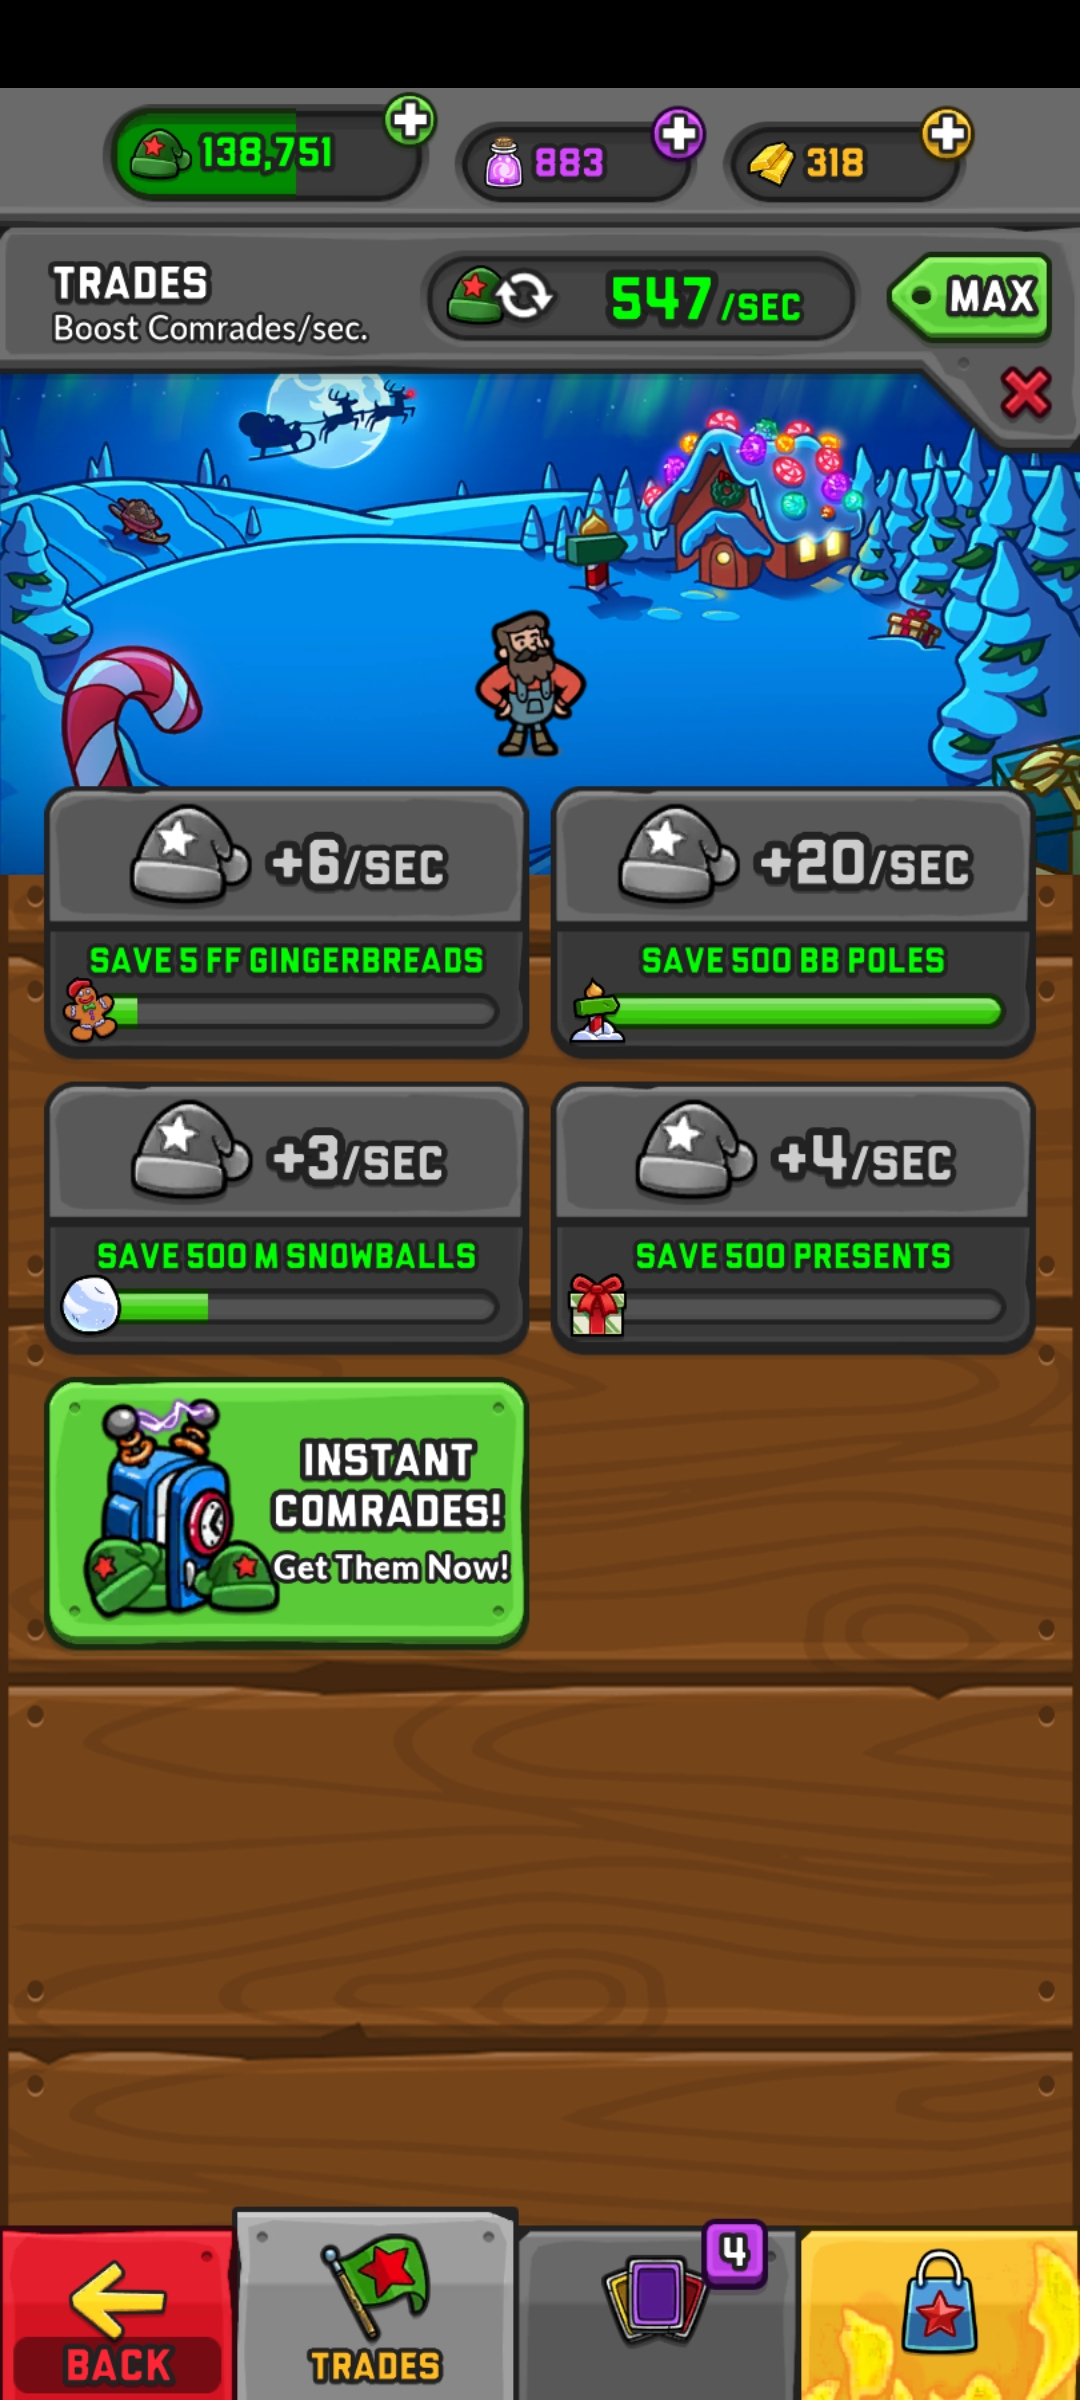 138,751
883
318
TRADES
Boost Comrades/sec.
547/SEC
MAX
+6/SEC
SAVE 5 FF GINGERBREADS
+20/SEC
SAVE 500 BB POLES
+3/SEC
SAVE 500 M SNOWBALLS
+4/SEC
SAVE 500 PRESENTS
INSTANT
COMRADES!
Get Them Now!
BACK
TRADES
4